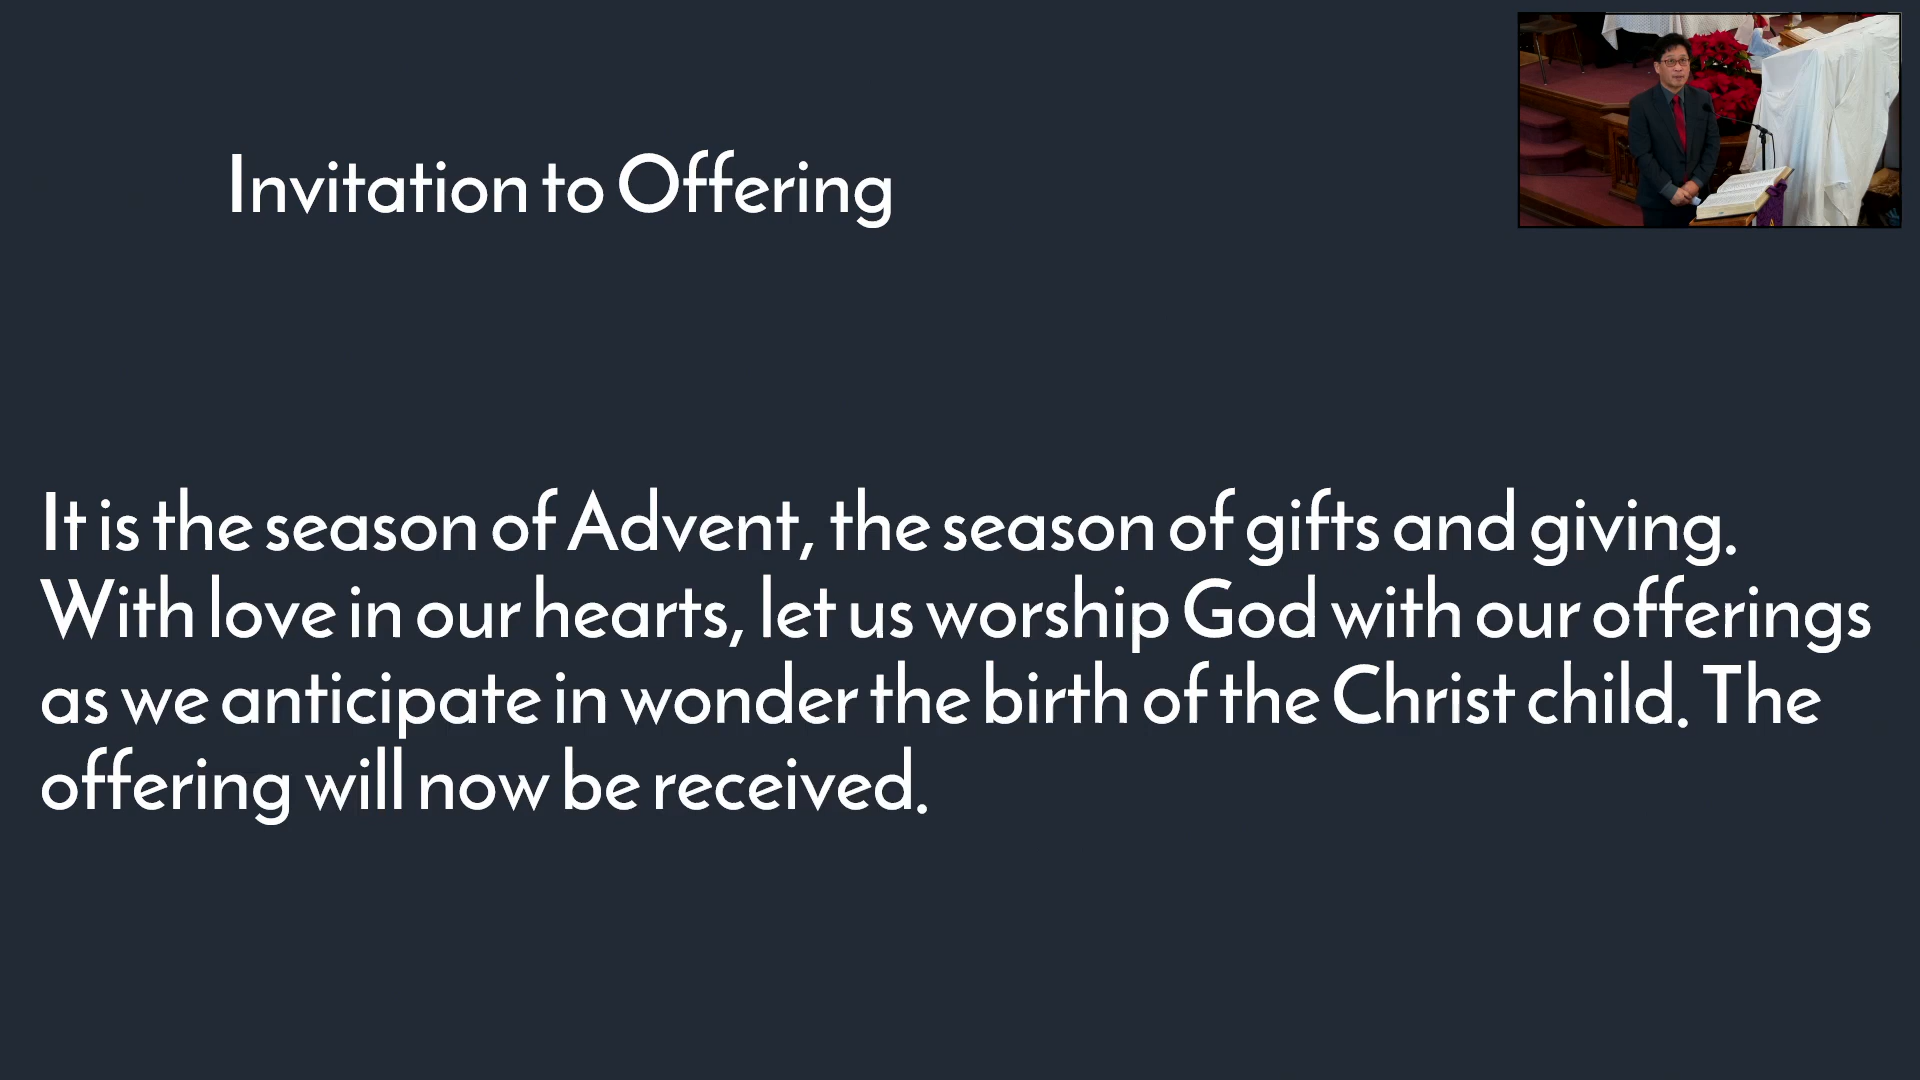 Invitation to Offering
It is the season of Advent, the season of gifts and giving.
With love in our hearts, let us worship God with our offerings
as we anticipate in wonder the birth of the Christ child. The
offering will now be received.